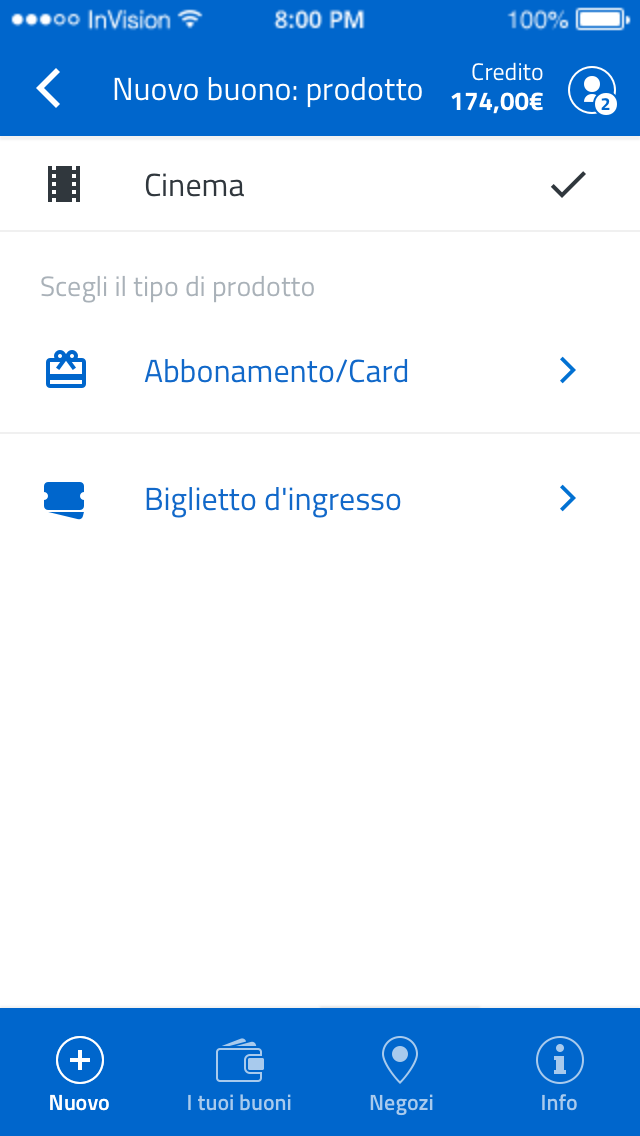 InVision 8:00 PM 100%
Nuovo buono: prodotto
Credito
174,00€
2
Cinema
Scegli il tipo di prodotto
Abbonamento/Card
Biglietto d'ingresso
Nuovo I tuoi buoni Negozi Info